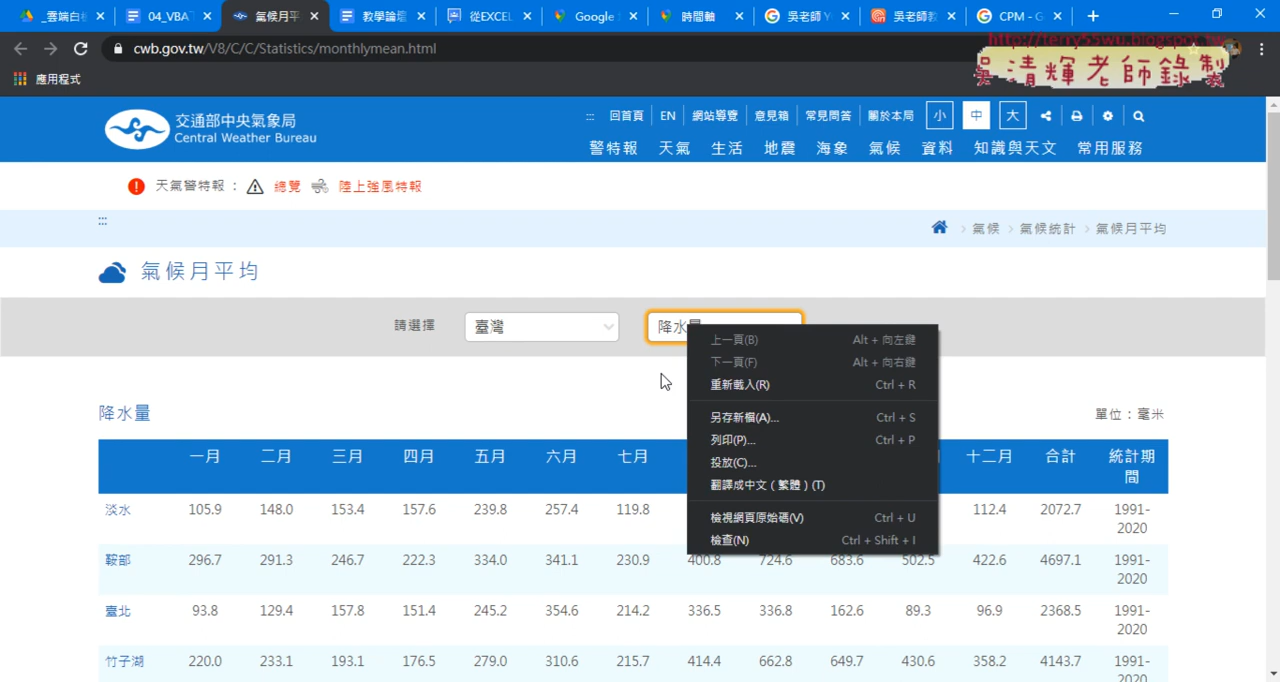 _雲端白板
04_VBA
氣候月平
教學論壇
從EXCEL
Google
時間軸
吳老師 Y
吳老師教
CPM - G
cwb.gov.tw/V8/C/C/Statistics/monthlymean.html
http://terry55wu.blogspot.tw
吳清輝老師錄製
應用程式
交通部中央氣象局
Central Weather Bureau
回首頁 EN 網站導覽 意見箱 常見問答 關於本局 小 中 大
警特報 天氣 生活 地震 海象 氣候 資料 知識與天文 常用服務
天氣警特報： 總覽 陸上強風特報
氣候 > 氣候統計 > 氣候月平均
氣候月平均
請選擇 臺灣 降水量
上一頁(B) Alt + 向左鍵
下一頁(F) Alt + 向右鍵
重新載入(R) Ctrl + R
另存新檔(A)... Ctrl + S
列印(P)... Ctrl + P
投放(C)...
翻譯成中文（繁體）(T)
檢視網頁原始碼(V) Ctrl + U
檢查(N) Ctrl + Shift + I
降水量 單位：毫米
一月 二月 三月 四月 五月 六月 七月 十二月 合計 統計期間
淡水 105.9 148.0 153.4 157.6 239.8 257.4 119.8 112.4 2072.7 1991-2020
鞍部 296.7 291.3 246.7 222.3 334.0 341.1 230.9 400.8 724.6 683.6 502.5 422.6 4697.1 1991-2020
臺北 93.8 129.4 157.8 151.4 245.2 354.6 214.2 336.5 336.8 162.6 89.3 96.9 2368.5 1991-2020
竹子湖 220.0 233.1 193.1 176.5 279.0 310.6 215.7 414.4 662.8 649.7 430.6 358.2 4143.7 1991-2020